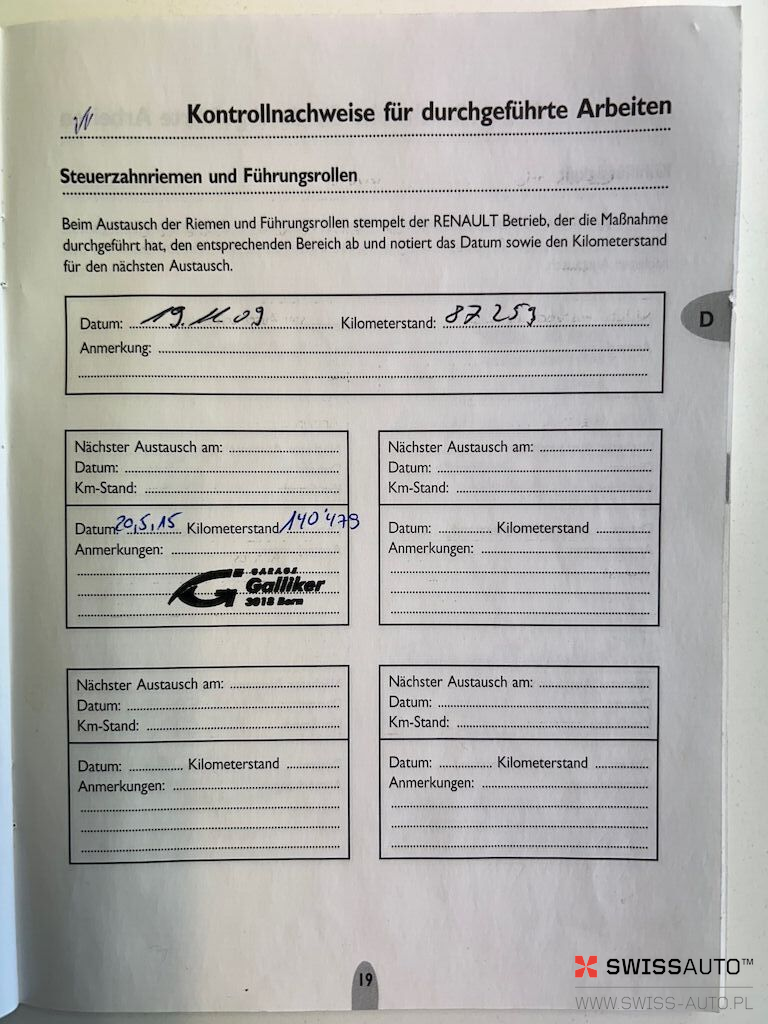 Kontrollnachweise für durchgeführte Arbeiten
Steuerzahnriemen und Führungsrollen
Beim Austausch der Riemen und Führungsrollen stempelt der RENAULT Betrieb, der die Maßnahme
durchgeführt hat, den entsprechenden Bereich ab und notiert das Datum sowie den Kilometerstand
für den nächsten Austausch.
Datum: 19.11.09 Kilometerstand: 87 253
Anmerkung:
D
Nächster Austausch am:
Datum:
Km-Stand:
Datum: 20,5,15 Kilometerstand 140'479
Anmerkungen:
GARAGE
Galliker
3018 Bern
Nächster Austausch am:
Datum:
Km-Stand:
Datum: Kilometerstand
Anmerkungen:
Nächster Austausch am:
Datum:
Km-Stand:
Datum: Kilometerstand
Anmerkungen:
Nächster Austausch am:
Datum:
Km-Stand:
Datum: Kilometerstand
Anmerkungen:
19
SWISSAUTO™
WWW.SWISS-AUTO.PL